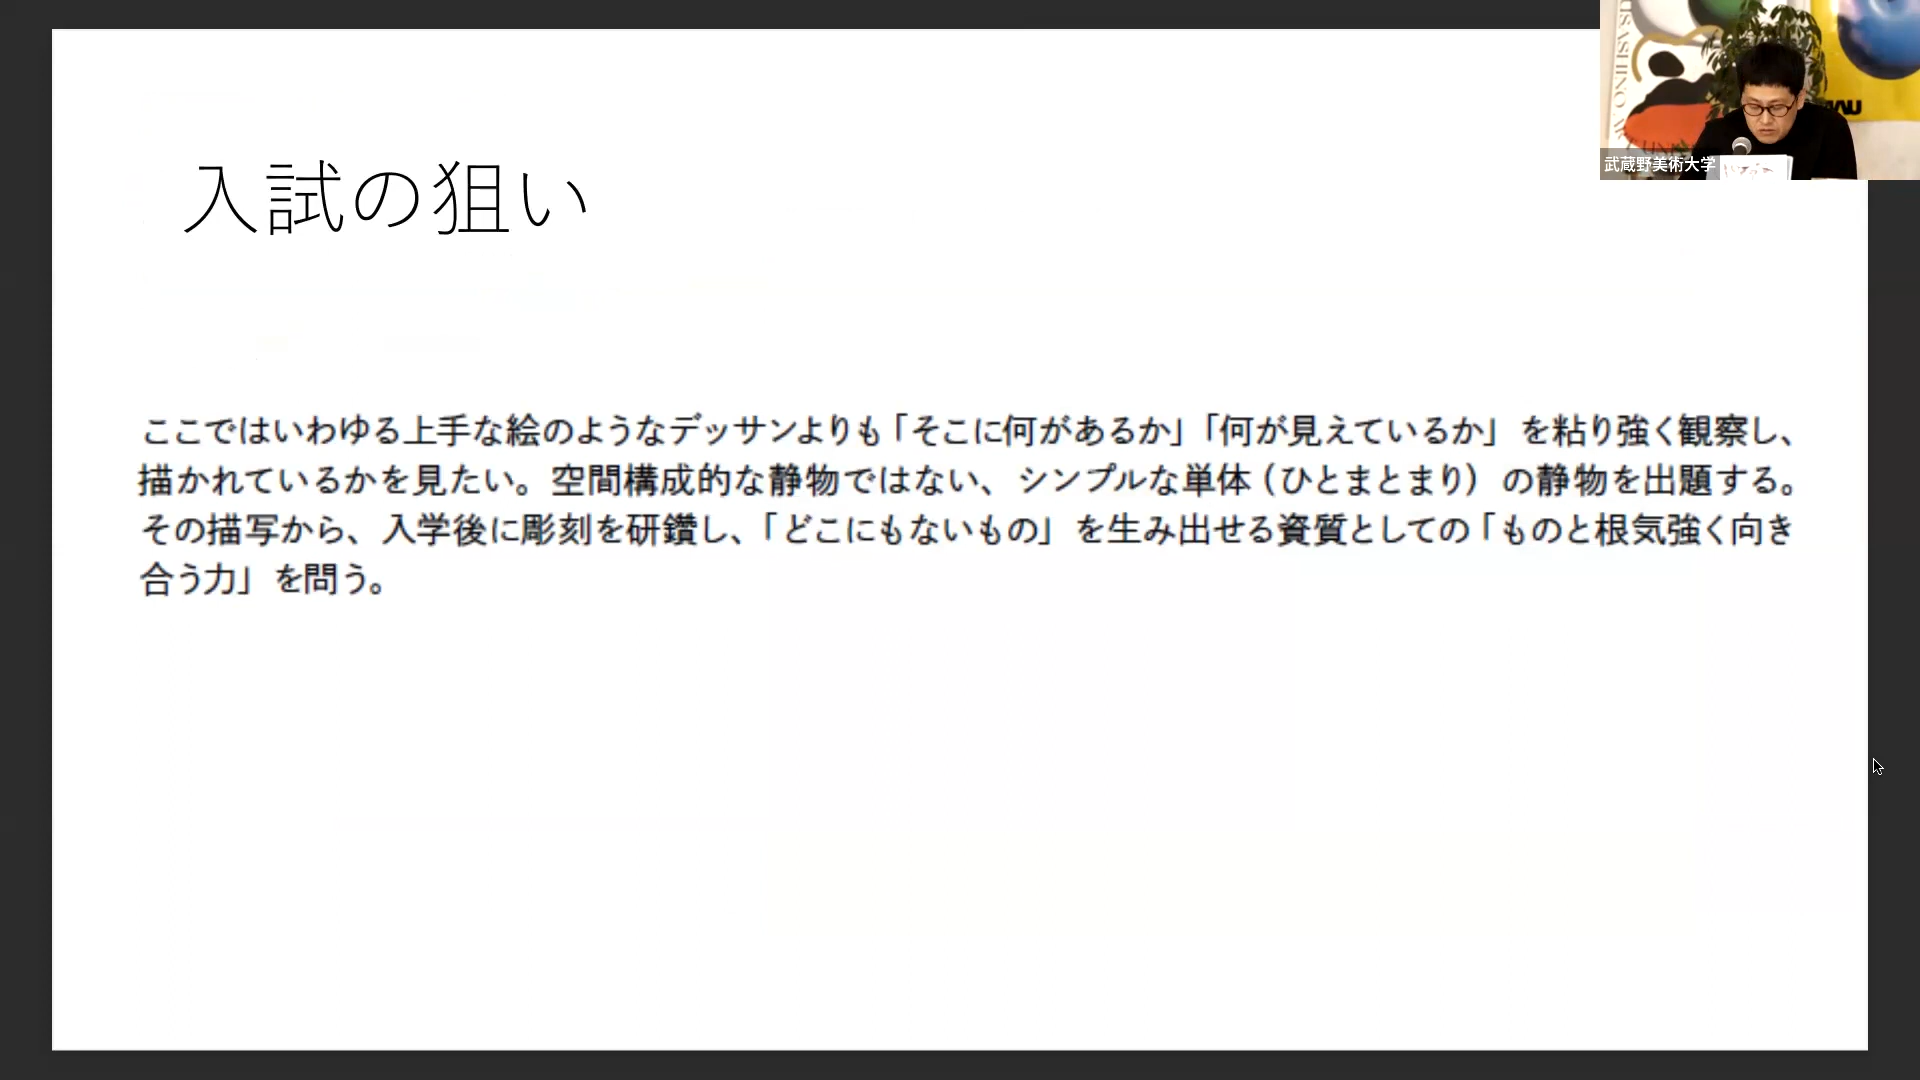 入試の狙い
ここではいわゆる上手な絵のようなデッサンよりも「そこに何があるか」「何が見えているか」を粘り強く観察し、
描かれているかを見たい。空間構成的な静物ではない、シンプルな単体（ひとまとまり）の静物を出題する。
その描写から、入学後に彫刻を研鑽し、「どこにもないもの」を生み出せる資質としての「ものと根気強く向き
合う力」を問う。
武蔵野美術大学